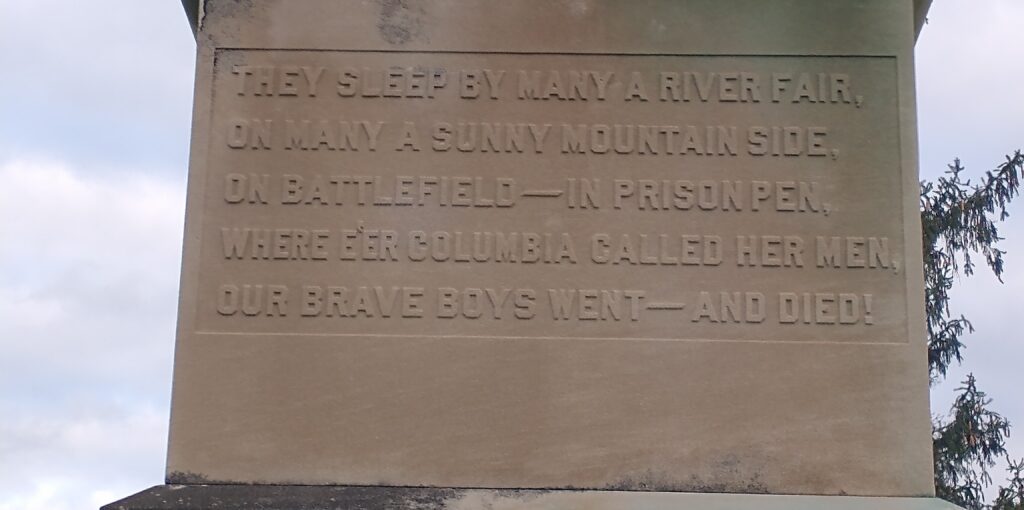 THEY SLEEP BY MANY A RIVER FAIR,
ON MANY A SUNNY MOUNTAIN SIDE,
ON BATTLEFIELD—IN PRISON PEN,
WHERE E'ER COLUMBIA CALLED HER MEN,
OUR BRAVE BOYS WENT—AND DIED!